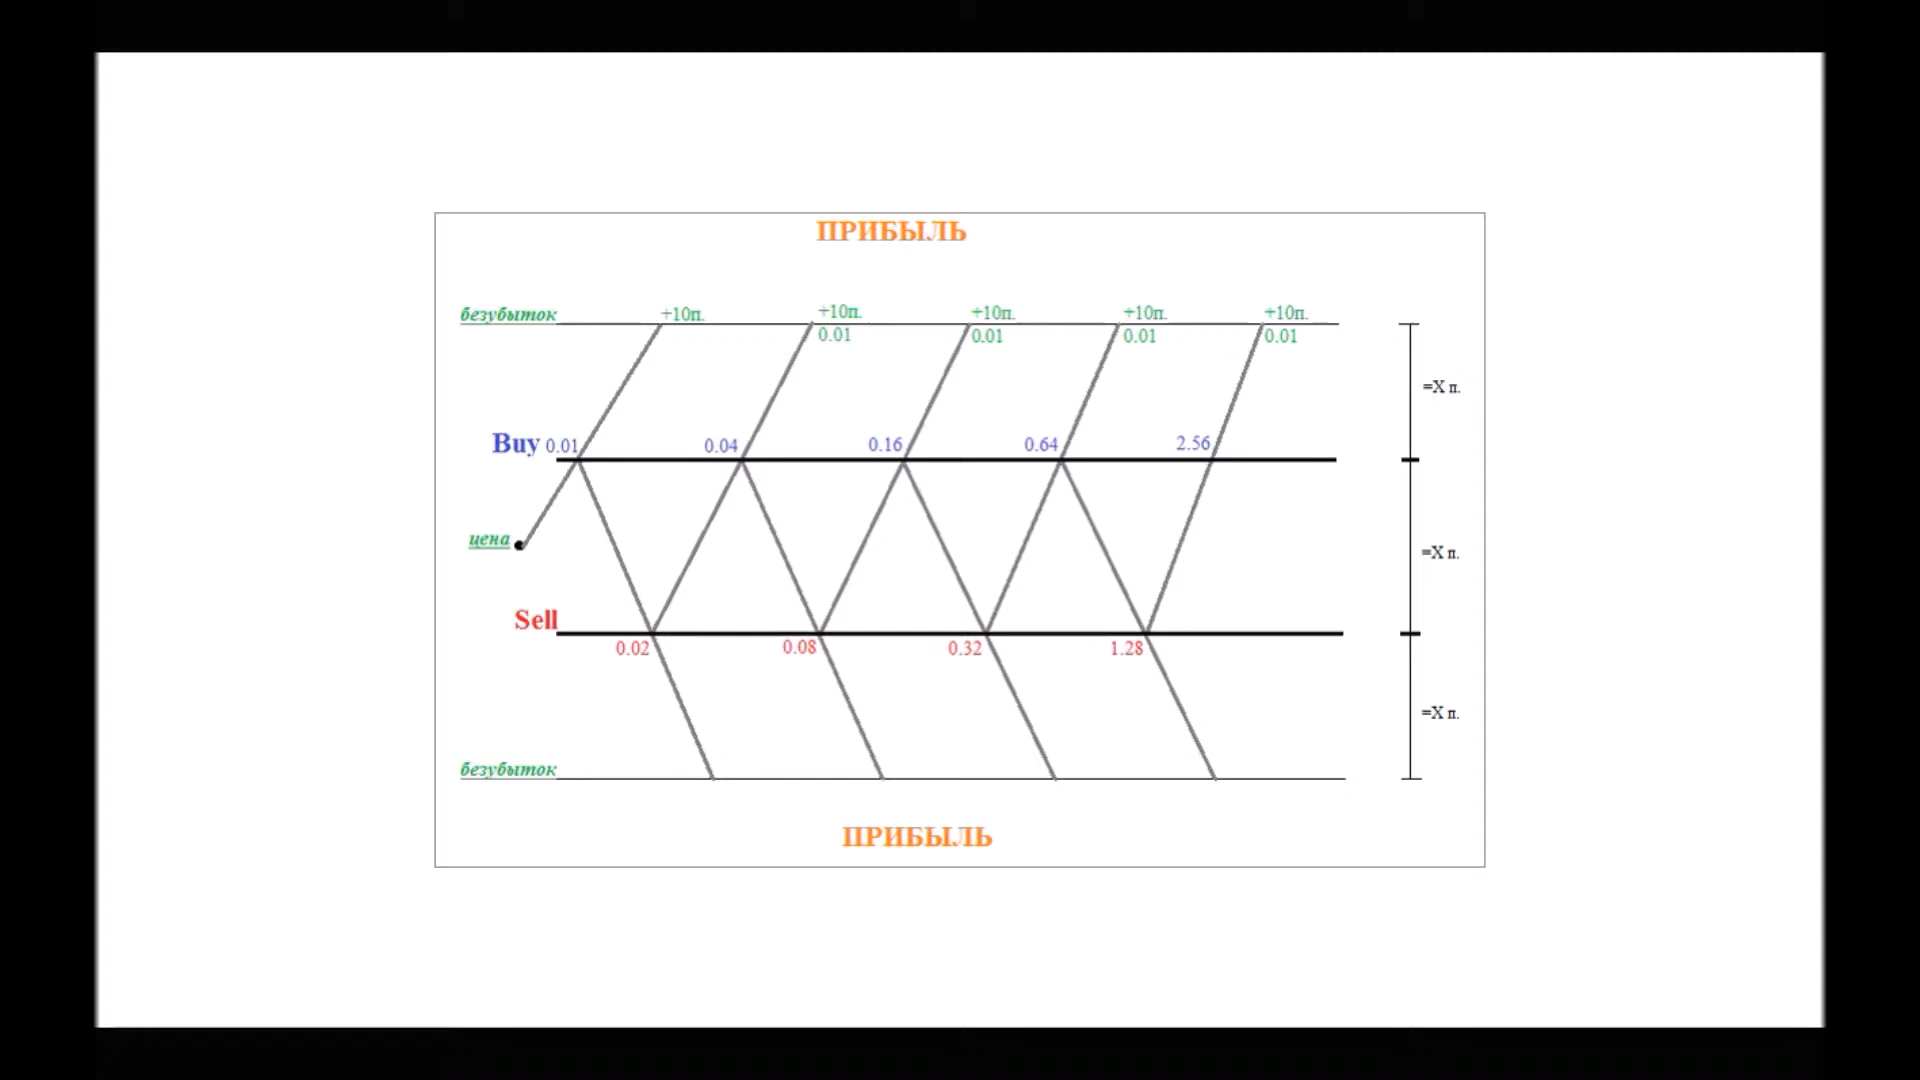 ПРИБЫЛЬ
безубыток +10п. +10п. +10п. +10п. +10п.
0.01 0.01 0.01 0.01
=X п.
Buy 0.01 0.04 0.16 0.64 2.56
цена
=X п.
Sell
0.02 0.08 0.32 1.28
=X п.
безубыток
ПРИБЫЛЬ